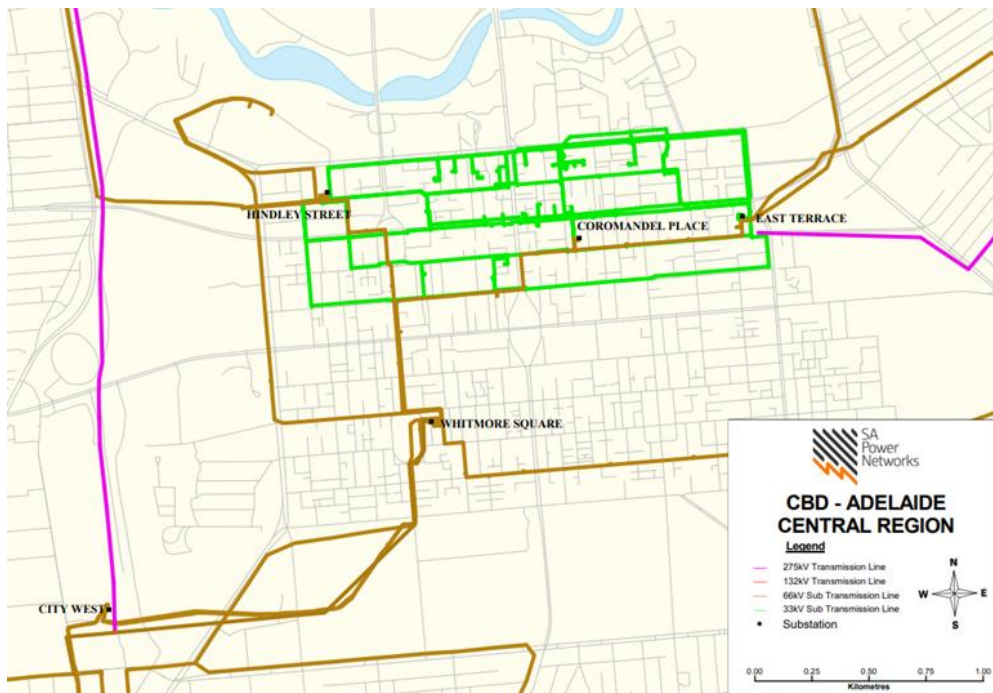 HINDLEY STREET
COROMANDEL PLACE
EAST TERRACE
WHITMORE SQUARE
CITY WEST
SA
Power
Networks
CBD - ADELAIDE
CENTRAL REGION
Legend
275kV Transmission Line
132kV Transmission Line
66kV Sub Transmission Line
33kV Sub Transmission Line
Substation
N
W E
S
0.00 0.25 0.50 0.75 1.00
Kilometres